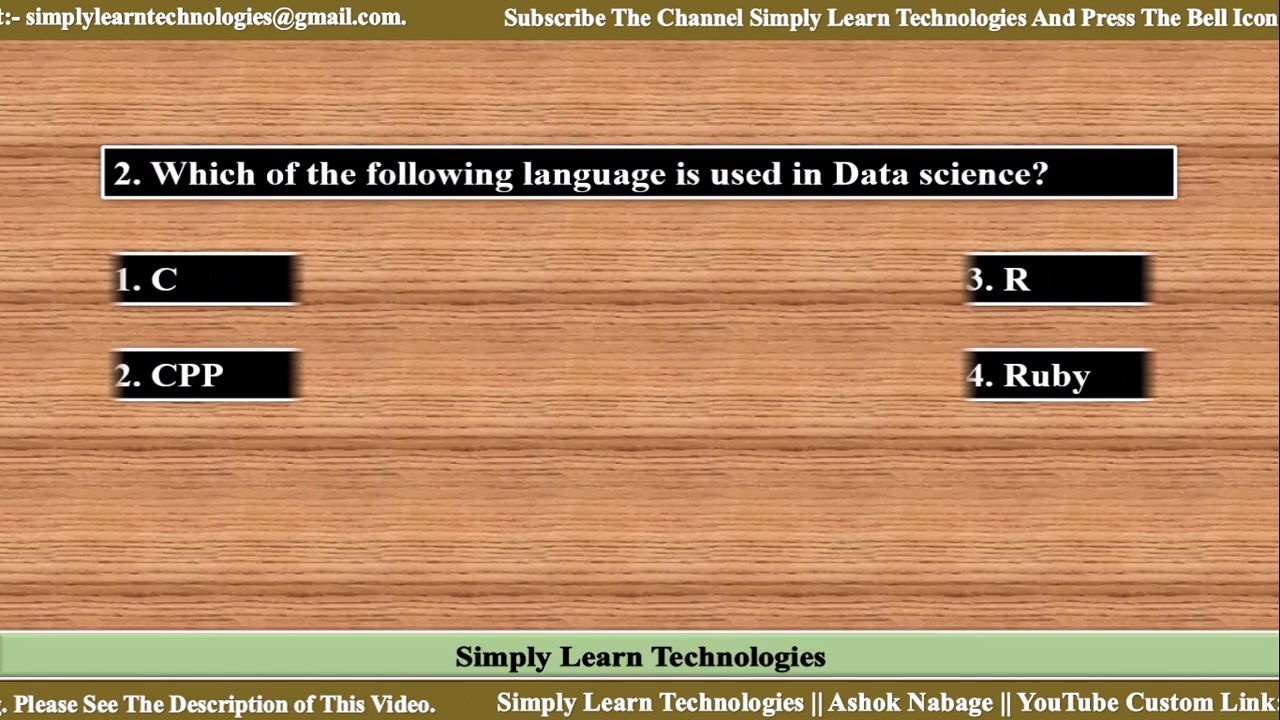 t:- simplylearntechnologies@gmail.com. Subscribe The Channel Simply Learn Technologies And Press The Bell Icon
2. Which of the following language is used in Data science?
1. C
2. CPP
3. R
4. Ruby
Simply Learn Technologies
. Please See The Description of This Video. Simply Learn Technologies || Ashok Nabage || YouTube Custom Link